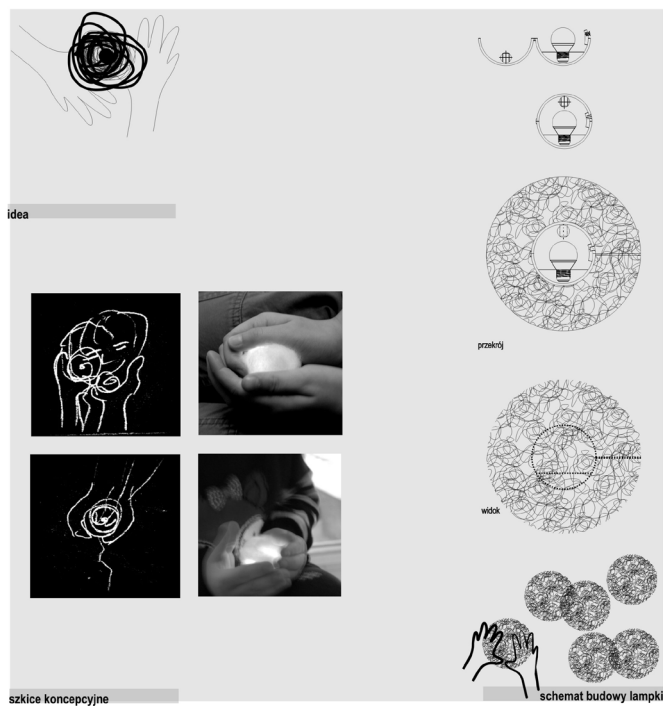 idea
przekrój
widok
szkice koncepcyjne
schemat budowy lampki